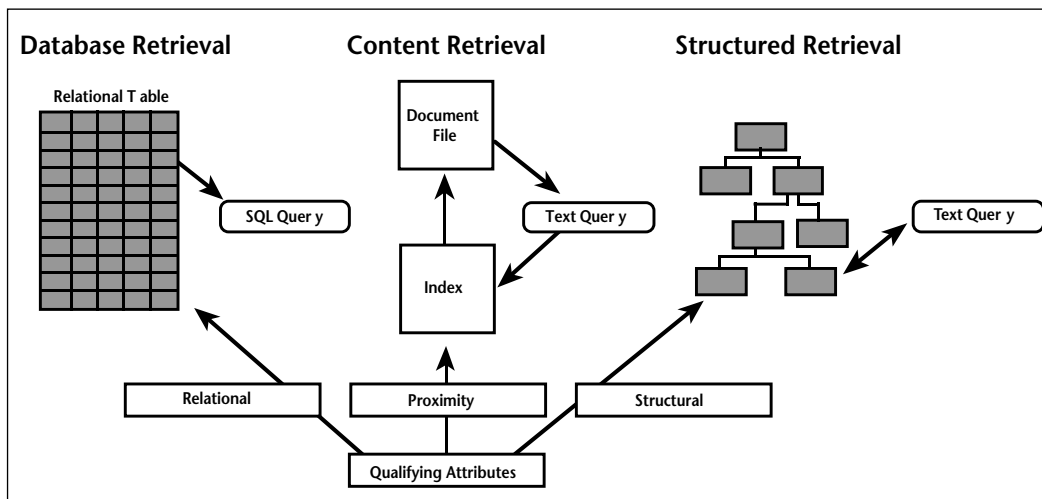 Database Retrieval
Content Retrieval
Structured Retrieval
Relational T able
Document
File
SQL Quer y
Text Quer y
Text Quer y
Index
Relational
Proximity
Structural
Qualifying Attributes